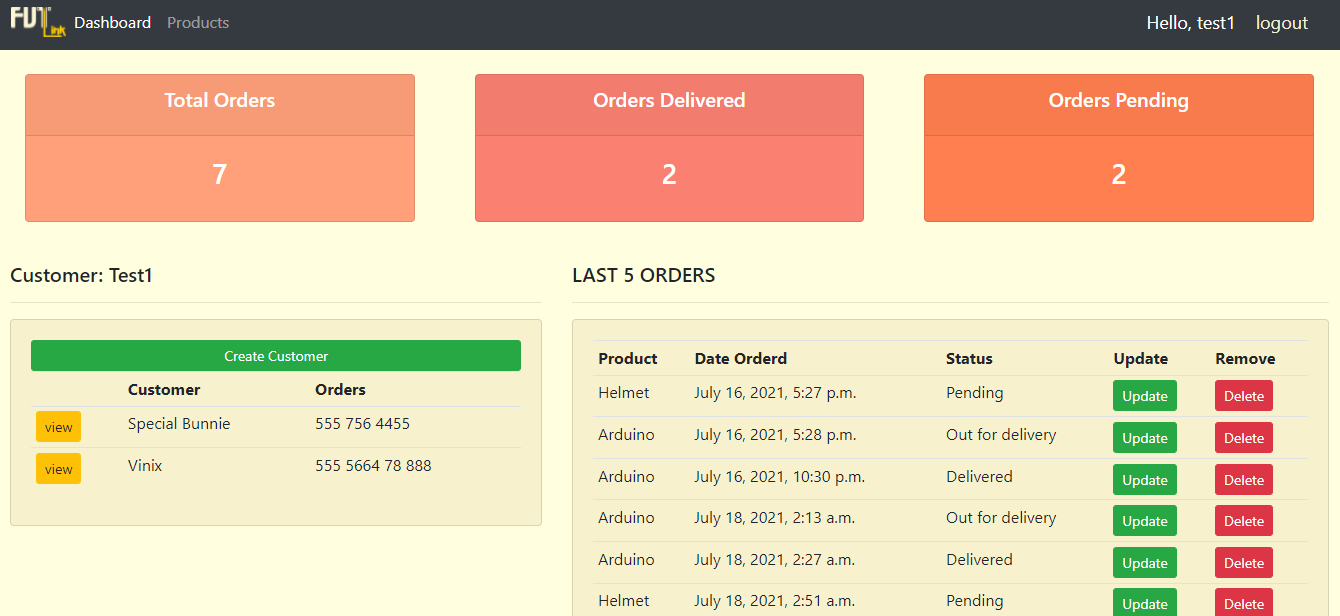 FUT Link Dashboard Products Hello, test1 logout
Total Orders
7
Orders Delivered
2
Orders Pending
2
Customer: Test1
Create Customer
Customer Orders
view Special Bunnie 555 756 4455
view Vinix 555 5664 78 888
LAST 5 ORDERS
Product Date Orderd Status Update Remove
Helmet July 16, 2021, 5:27 p.m. Pending Update Delete
Arduino July 16, 2021, 5:28 p.m. Out for delivery Update Delete
Arduino July 16, 2021, 10:30 p.m. Delivered Update Delete
Arduino July 18, 2021, 2:13 a.m. Out for delivery Update Delete
Arduino July 18, 2021, 2:27 a.m. Delivered Update Delete
Helmet July 18, 2021, 2:51 a.m. Pending Update Delete